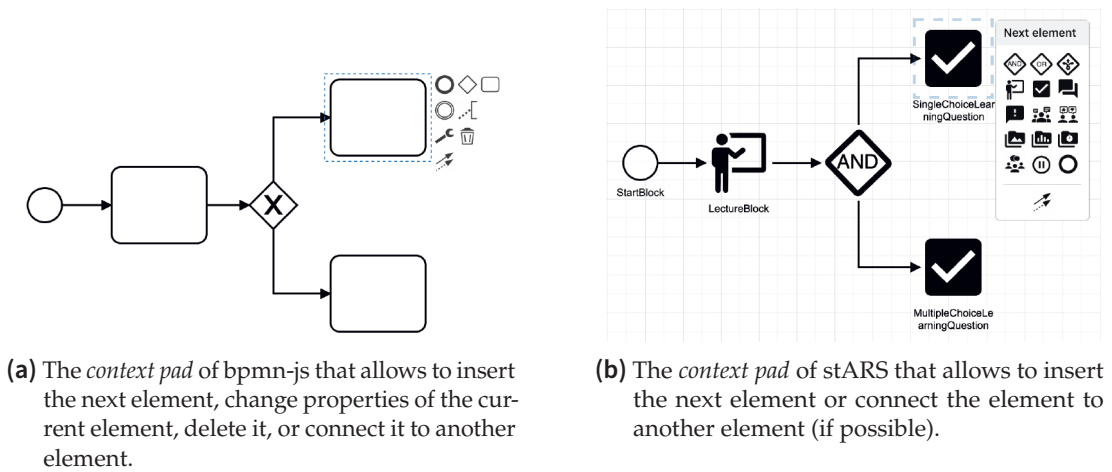 X
Next element
AND OR
SingleChoiceLear
ningQuestion
AND
StartBlock
LectureBlock
MultipleChoiceLe
arningQuestion
(a) The context pad of bpmn-js that allows to insert
the next element, change properties of the cur-
rent element, delete it, or connect it to another
element.
(b) The context pad of stARS that allows to insert
the next element or connect the element to
another element (if possible).